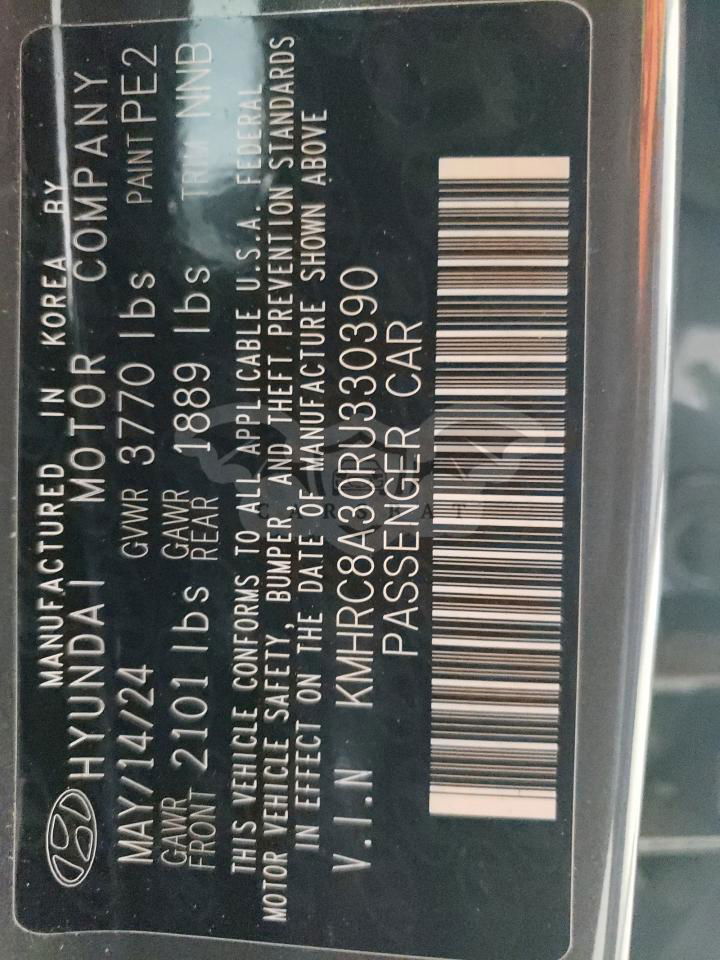 MANUFACTURED IN KOREA BY
HYUNDAI MOTOR COMPANY
MAY/14/24 GVWR 3770 lbs PAINT PE2
GAWR FRONT 2101 lbs GAWR REAR 1889 lbs TRIM NNB
THIS VEHICLE CONFORMS TO ALL APPLICABLE U.S.A. FEDERAL
MOTOR VEHICLE SAFETY, BUMPER, AND THEFT PREVENTION STANDARDS
IN EFFECT ON THE DATE OF MANUFACTURE SHOWN ABOVE
V.I.N KMHRC8A30RU330390
PASSENGER CAR
CARSFAT